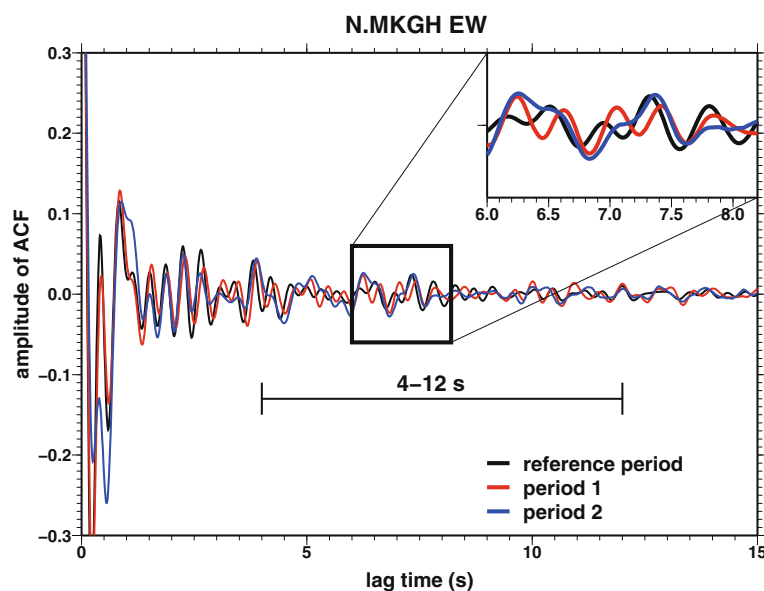 N.MKGH EW
0.3
0.2
0.1
0.0
−0.1
−0.2
−0.3
amplitude of ACF
6.0 6.5 7.0 7.5 8.0
4−12 s
reference period
period 1
period 2
0 5 10 15
lag time (s)